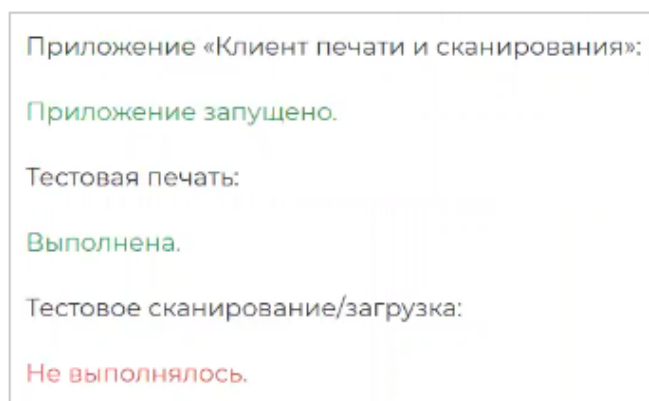 Приложение «Клиент печати и сканирования»:
Приложение запущено.
Тестовая печать:
Выполнена.
Тестовое сканирование/загрузка:
Не выполнялось.